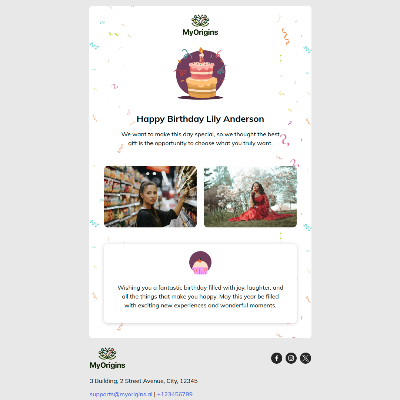 MyOrigins
Happy Birthday Lily Anderson
We want to make this day special, so we thought the best
gift is the opportunity to choose what you truly want.
Wishing you a fantastic birthday filled with joy, laughter, and
all the things that make you happy. May this year be filled
with exciting new experiences and wonderful moments.
MyOrigins
3 Building, 2 Street Avenue, City, 12345
supports@myorigins.ai | +123456789